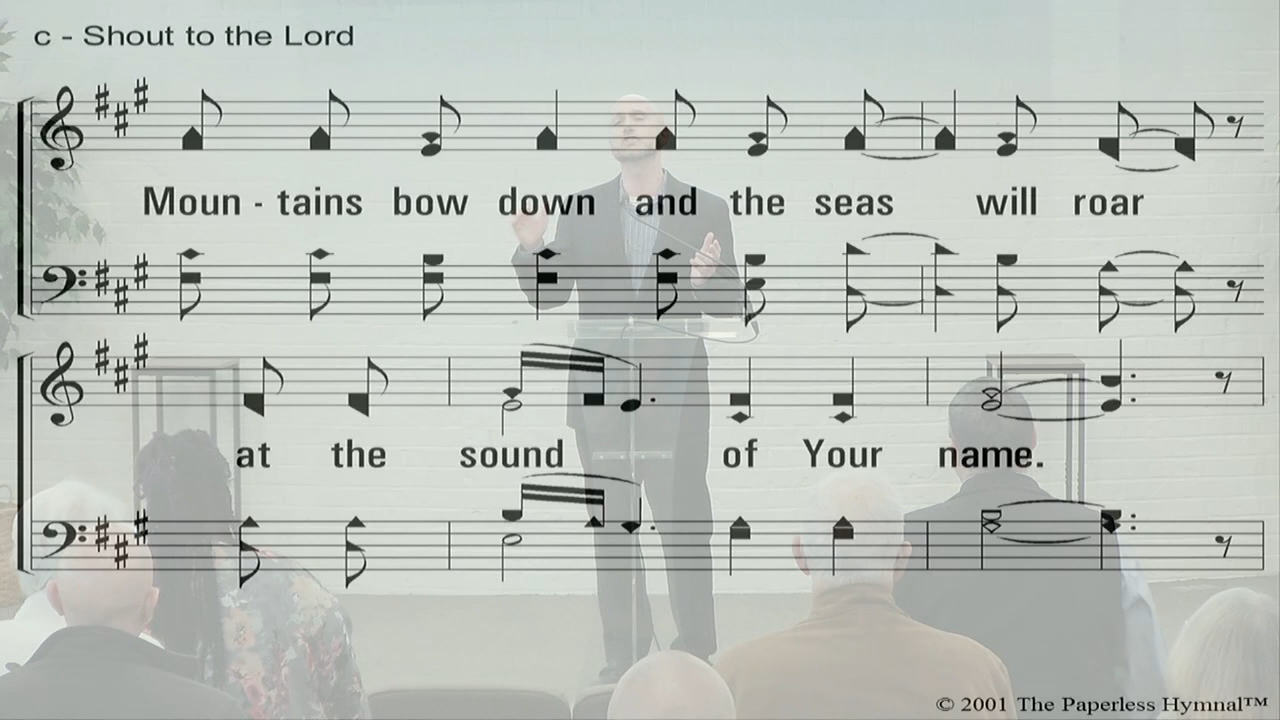 c - Shout to the Lord
Moun - tains bow down and the seas will roar
at the sound of Your name.
© 2001 The Paperless Hymnal™